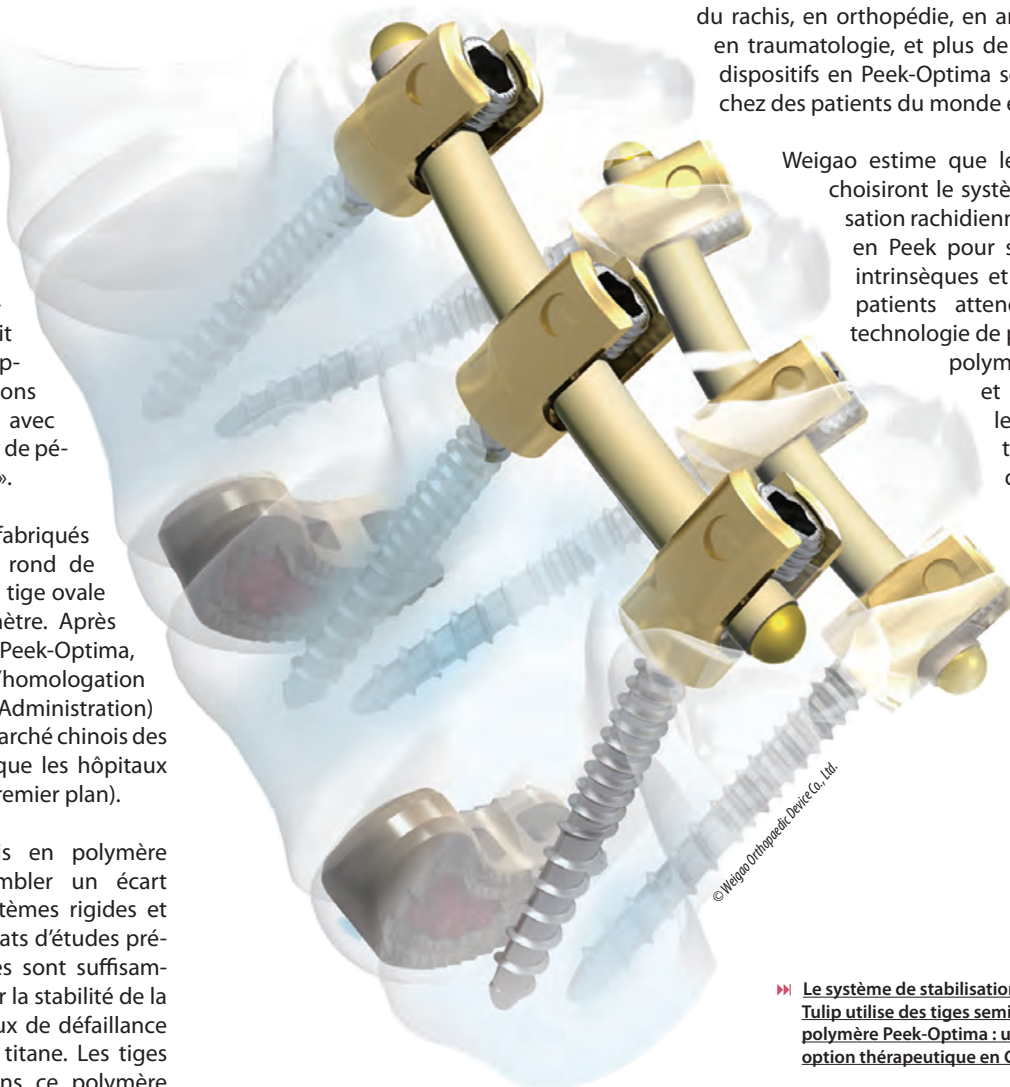 it
p-
ons
avec
de pé-
».
fabriqués
rond de
tige ovale
mètre. Après
Peek-Optima,
’homologation
Administration)
arché chinois des
que les hôpitaux
remier plan).
is en polymère
mbler un écart
tèmes rigides et
ats d’études pré-
es sont suffisam-
r la stabilité de la
ux de défaillance
titane. Les tiges
ns ce polymère
du rachis, en orthopédie, en ar
en traumatologie, et plus de
dispositifs en Peek-Optima s
chez des patients du monde e
Weigao estime que le
choisiront le systè
sation rachidienn
en Peek pour s
intrinsèques et
patients atten
technologie de p
polym
et
le
t
© Weigao Orthopaedic Device Co., Ltd.
Le système de stabilisation
Tulip utilise des tiges semi
polymère Peek-Optima : u
option thérapeutique en C